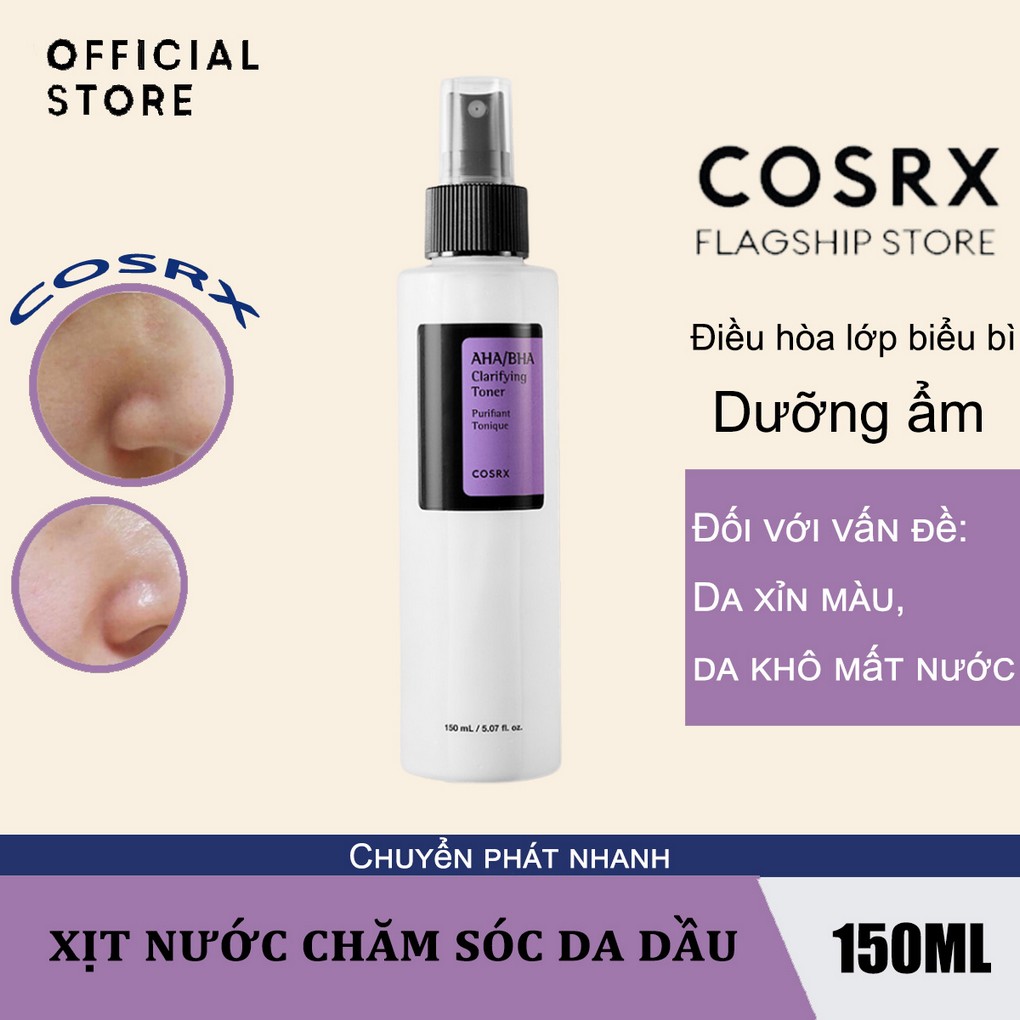 OFFICIAL
STORE
COSRX
FLAGSHIP STORE
COSRX
Điều hòa lớp biểu bì
Dưỡng ẩm
AHA/BHA
Clarifying
Toner
Purifiant
Tonique
COSRX
Đối với vấn đề:
Da xỉn màu,
da khô mất nước
150 mL / 5.07 fl. oz.
Chuyển phát nhanh
XỊT NƯỚC CHĂM SÓC DA DẦU
150ML